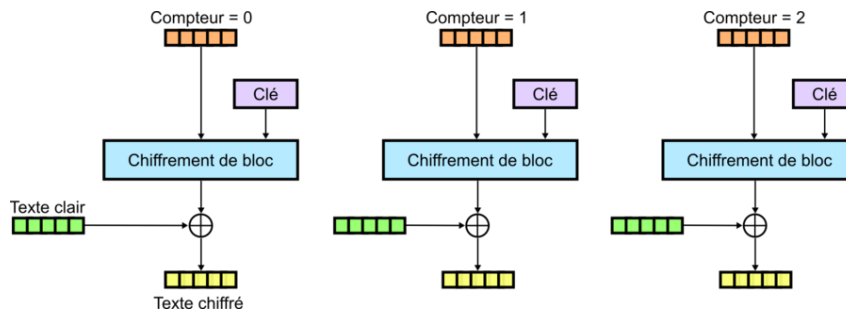 Compteur = 0
Compteur = 1
Compteur = 2
Clé
Clé
Clé
Chiffrement de bloc
Chiffrement de bloc
Chiffrement de bloc
Texte clair
Texte chiffré